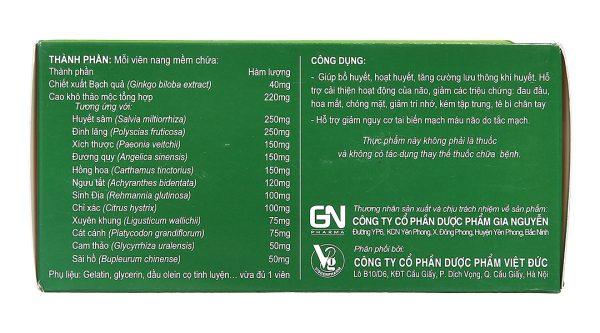 THÀNH PHẦN: Mỗi viên nang mềm chứa:
Thành phần Hàm lượng
Chiết xuất Bạch quả (Ginkgo biloba extract) 40mg
Cao khô thảo mộc tổng hợp 220mg
Tương ứng với:
Huyết sâm (Salvia miltiorrhiza) 250mg
Đinh lăng (Polyscias fruticosa) 250mg
Xích thược (Paeonia veitchii) 150mg
Đương quy (Angelica sinensis) 150mg
Hồng hoa (Carthamus tinctorius) 150mg
Ngưu tất (Achyranthes bidentata) 120mg
Sinh Địa (Rehmannia glutinosa) 100mg
Chỉ xác (Citrus hystrix) 100mg
Xuyên khung (Ligusticum wallichii) 75mg
Cát cánh (Platycodon grandiflorum) 75mg
Cam thảo (Glycyrrhiza uralensis) 50mg
Sài hồ (Bupleurum chinense) 50mg
Phụ liệu: Gelatin, glycerin, dầu olein cọ tinh luyện... vừa đủ 1 viên
CÔNG DỤNG:
- Giúp bổ huyết, hoạt huyết, tăng cường lưu thông khí huyết. Hỗ
trợ cải thiện hoạt động của não, giảm các triệu chứng: đau đầu,
hoa mắt, chóng mặt, giảm trí nhớ, kém tập trung, tê bì chân tay
- Hỗ trợ giảm nguy cơ tai biến mạch máu não do tắc mạch.
Thực phẩm này không phải là thuốc
và không có tác dụng thay thế thuốc chữa bệnh.
GN
PHARMA
Thương nhân sản xuất và chịu trách nhiệm về sản phẩm:
CÔNG TY CỔ PHẦN DƯỢC PHẨM GIA NGUYỄN
Đường YP6, KCN Yên Phong, X. Đông Phong, Huyện Yên Phong, Bắc Ninh
Phân phối bởi:
CÔNG TY CỔ PHẦN DƯỢC PHẨM VIỆT ĐỨC
Lô B10/D6, KĐT Cầu Giấy, P. Dịch Vọng, Q. Cầu Giấy, Hà Nội